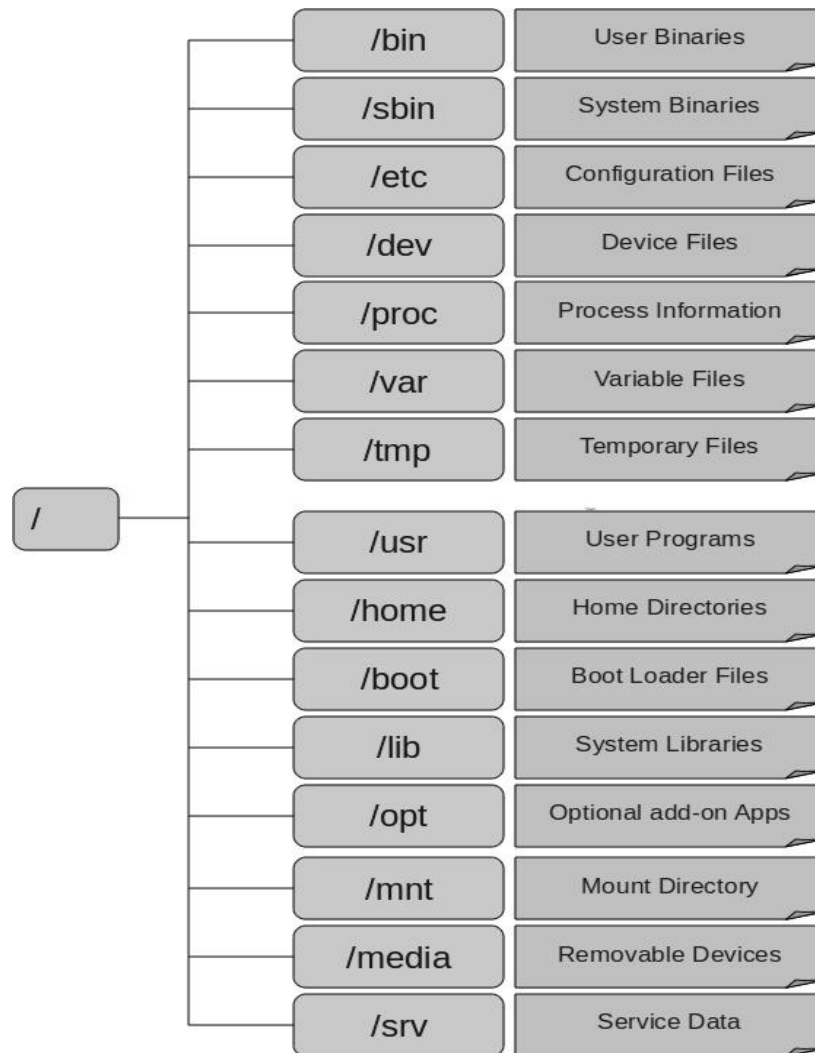 /bin User Binaries
/sbin System Binaries
/etc Configuration Files
/dev Device Files
/proc Process Information
/var Variable Files
/tmp Temporary Files
/
/usr User Programs
/home Home Directories
/boot Boot Loader Files
/lib System Libraries
/opt Optional add-on Apps
/mnt Mount Directory
/media Removable Devices
/srv Service Data